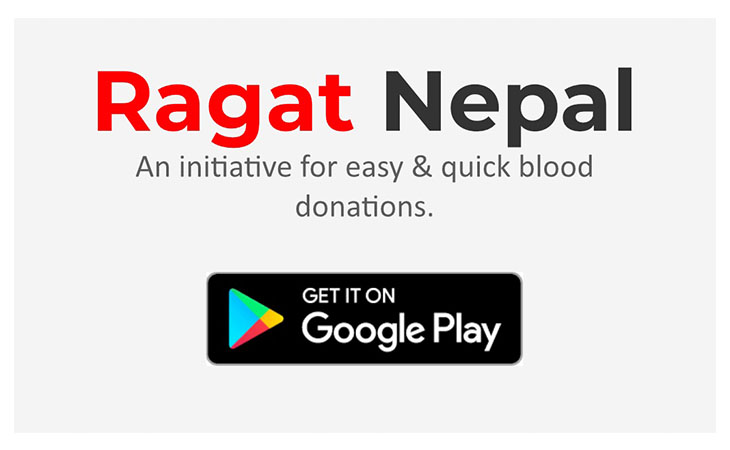 Ragat Nepal
An initiative for easy & quick blood
donations.
GET IT ON
Google Play